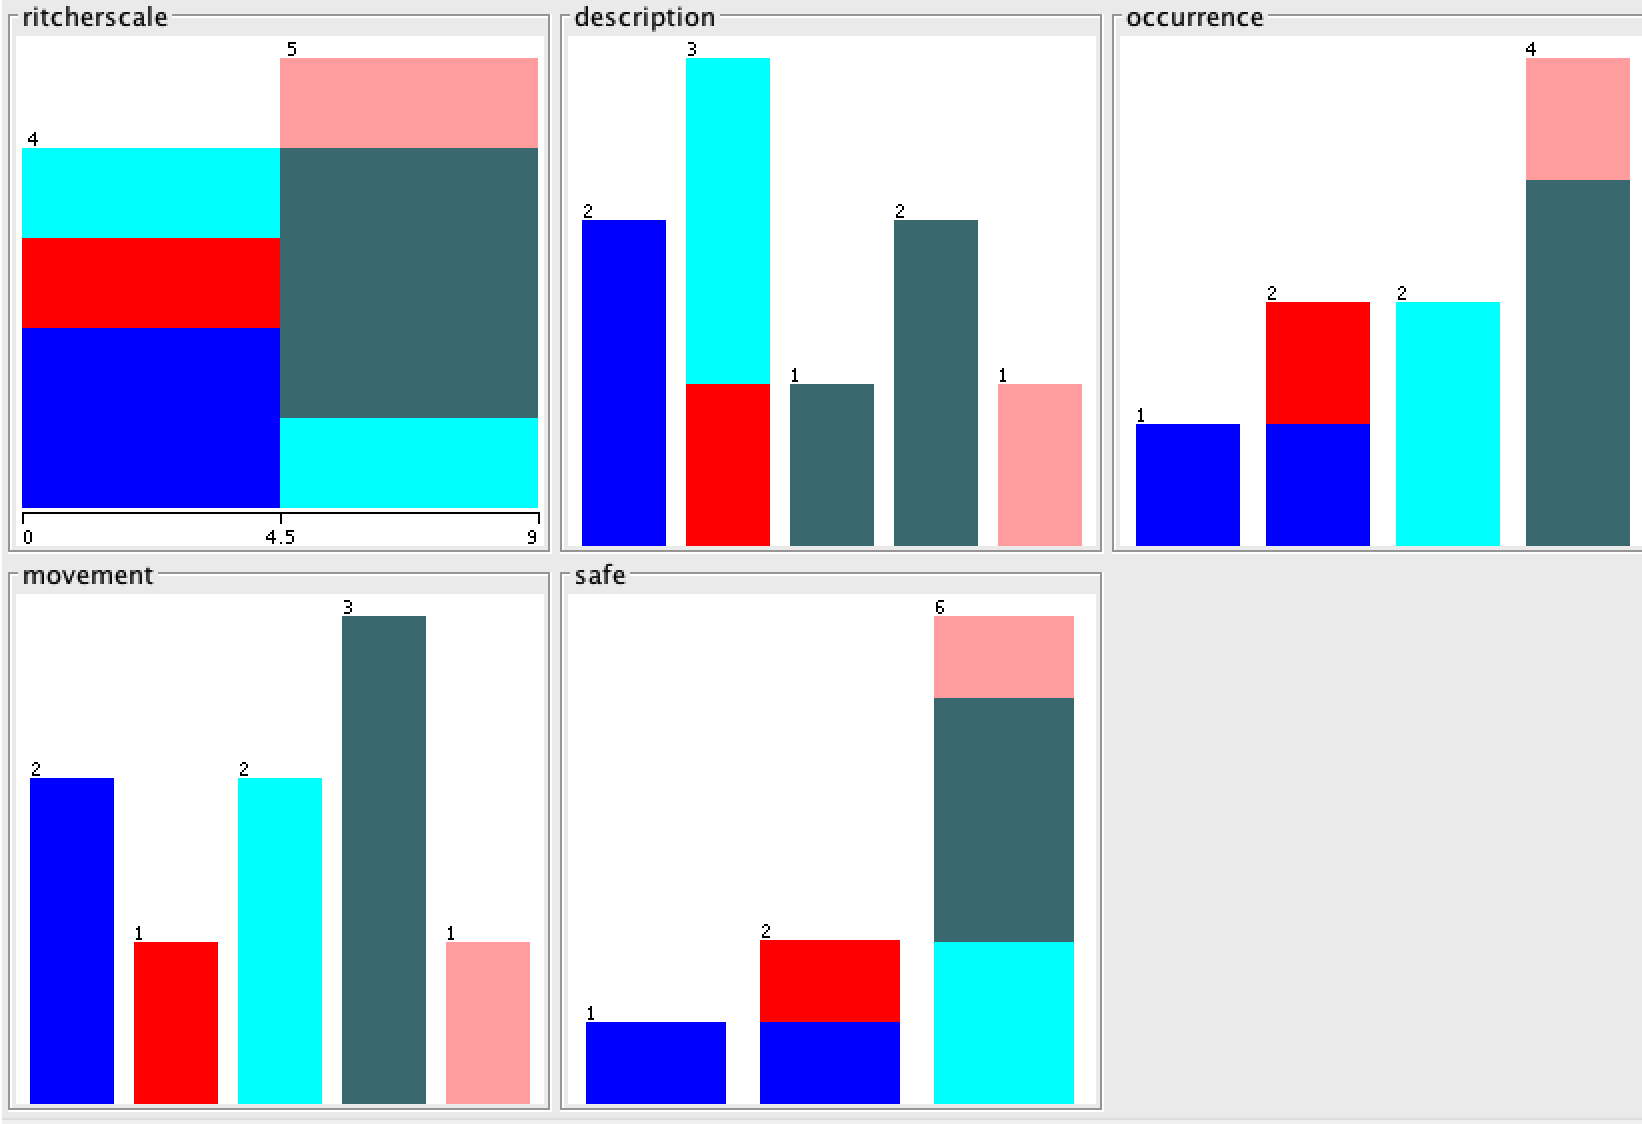 ritcherscale
5
4
0 4.5 9
description
2 3 1 2 1
occurrence
1 2 2 4
movement
2 1 2 3 1
safe
1 2 6